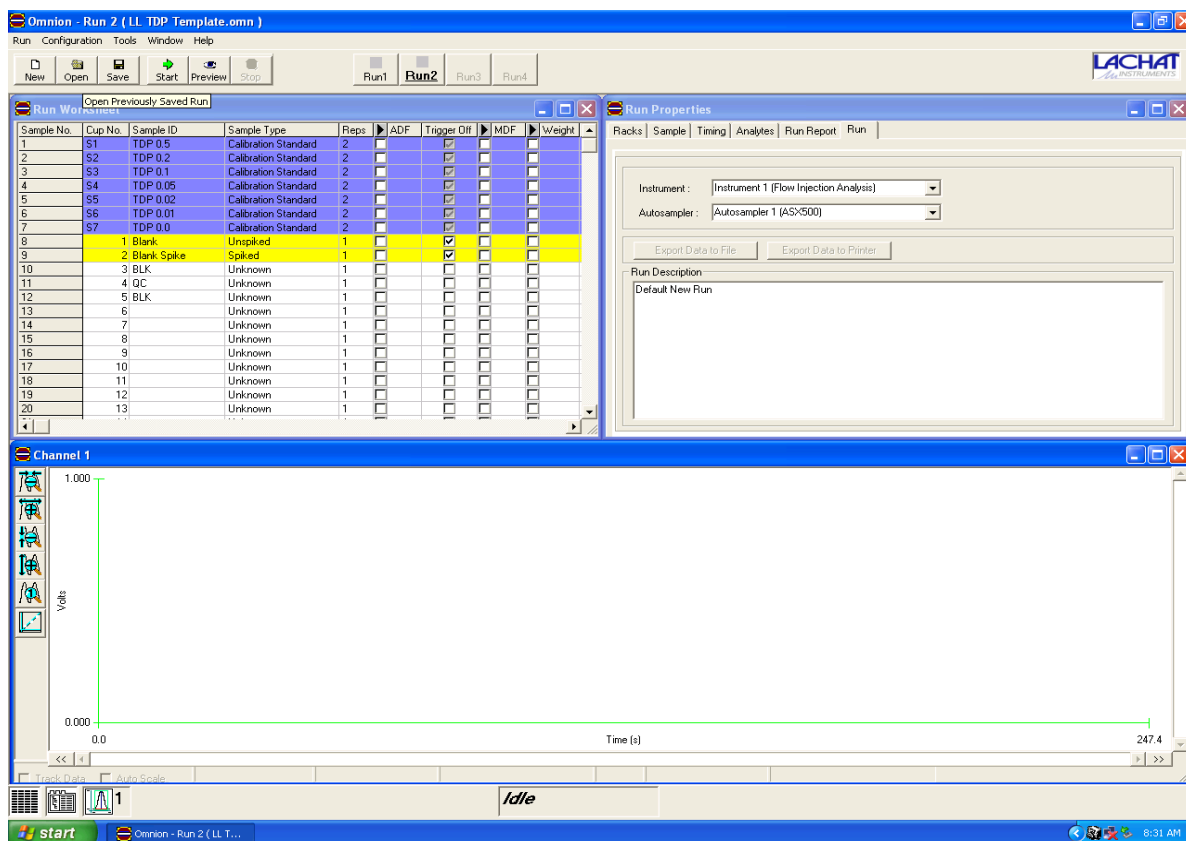 Omnion - Run 2 ( LL TDP Template.omn )
Run Configuration Tools Window Help
New Open Save Start Preview Stop Run1 Run2 Run3 Run4
LACHAT
INSTRUMENTS
Open Previously Saved Run
Run Worksheet
Sample No. Cup No. Sample ID Sample Type Reps ADF Trigger Off MDF Weight
1 S1 TDP 0.5 Calibration Standard 2
2 S2 TDP 0.2 Calibration Standard 2
3 S3 TDP 0.1 Calibration Standard 2
4 S4 TDP 0.05 Calibration Standard 2
5 S5 TDP 0.02 Calibration Standard 2
6 S6 TDP 0.01 Calibration Standard 2
7 S7 TDP 0.0 Calibration Standard 2
8 1 Blank Unspiked 1
9 2 Blank Spike Spiked 1
10 3 BLK Unknown 1
11 4 QC Unknown 1
12 5 BLK Unknown 1
13 6 Unknown 1
14 7 Unknown 1
15 8 Unknown 1
16 9 Unknown 1
17 10 Unknown 1
18 11 Unknown 1
19 12 Unknown 1
20 13 Unknown 1
Run Properties
Racks Sample Timing Analytes Run Report Run
Instrument : Instrument 1 (Flow Injection Analysis)
Autosampler : Autosampler 1 (ASX500)
Export Data to File Export Data to Printer
Run Description
Default New Run
Channel 1
1.000
Volts
0.000
0.0 Time (s) 247.4
<< >>
Track Data Auto Scale
1 Idle
start Omnion - Run 2 ( LL T... 8:31 AM